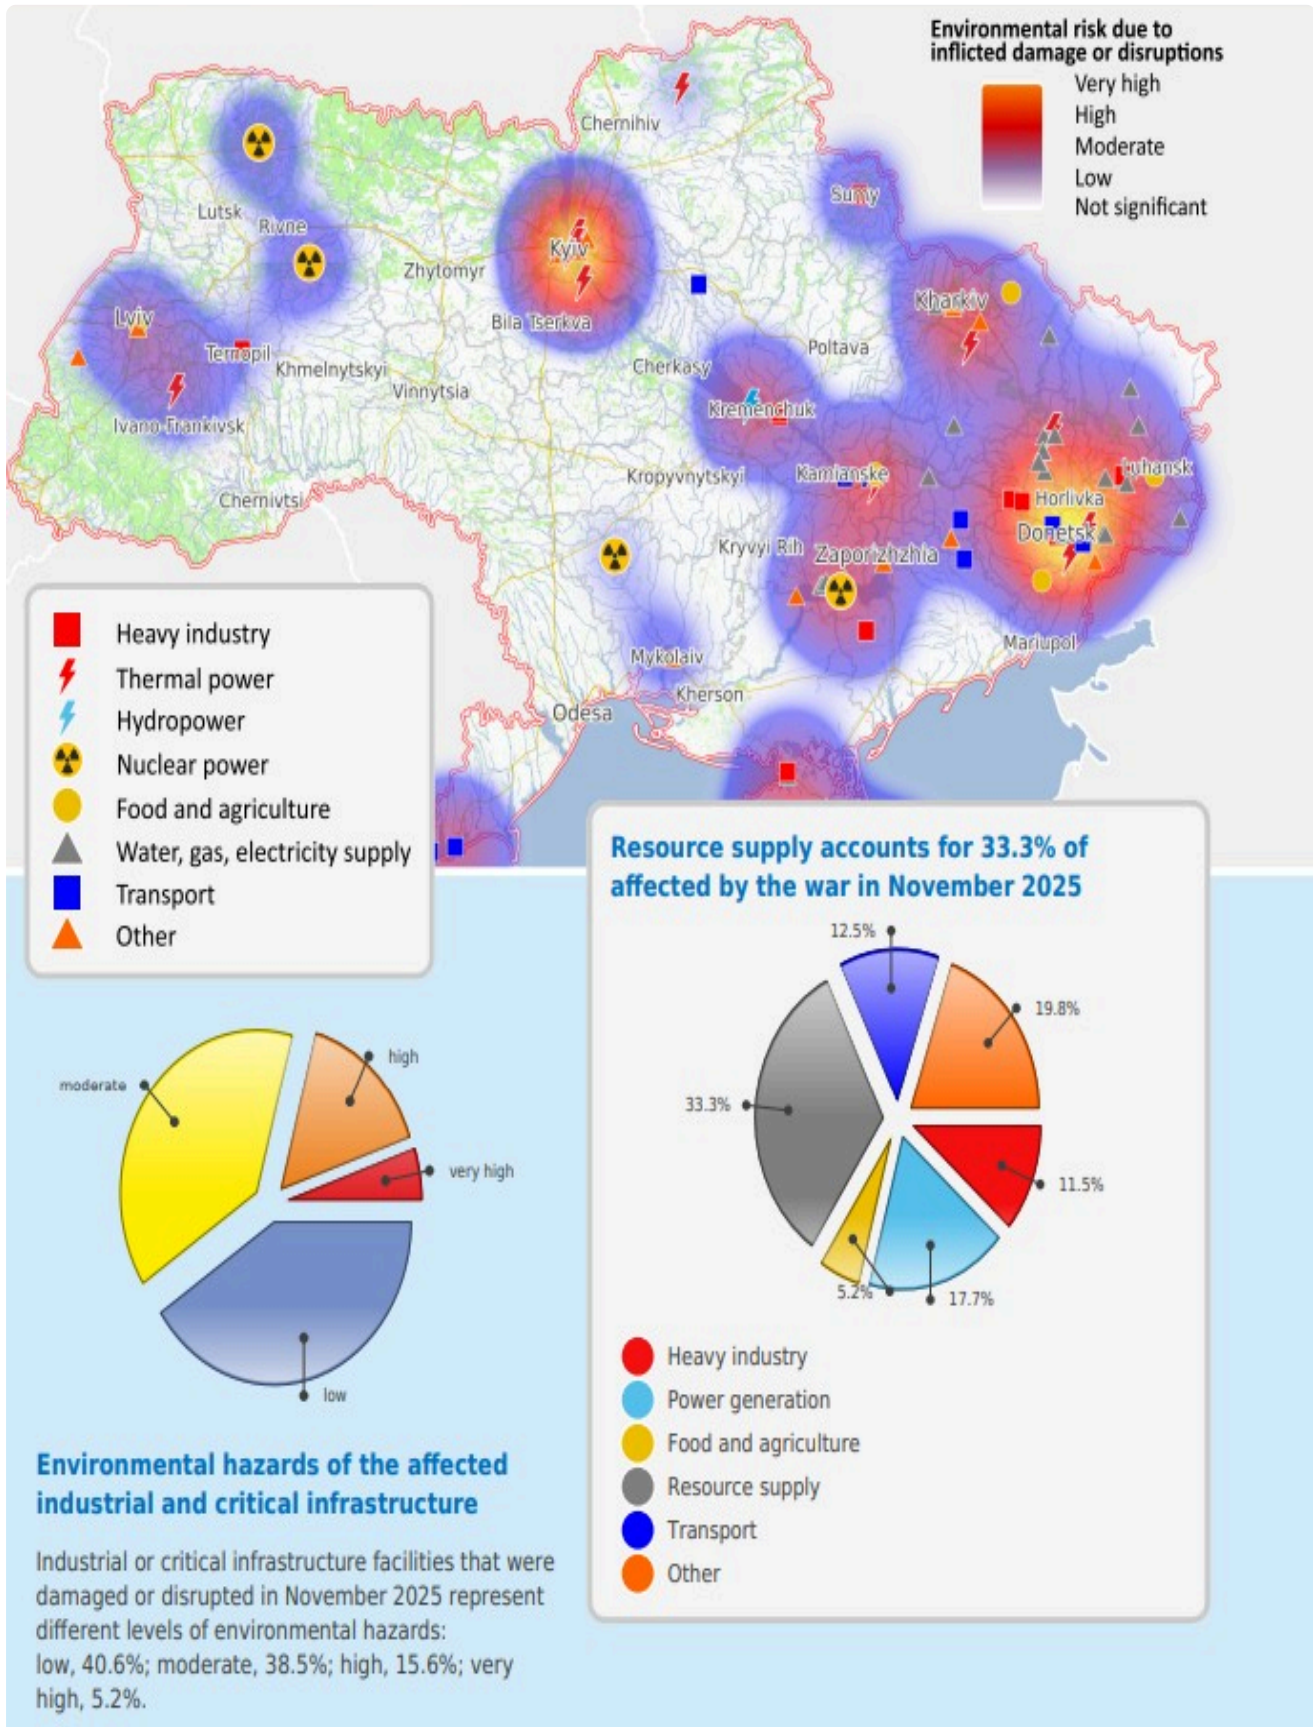 Environmental risk due to
inflicted damage or disruptions
Very high
High
Moderate
Low
Not significant
Chernihiv
Sumy
Lutsk
Rivne
Kyiv
Zhytomyr
Kharkiv
Lviv
Bila Tserkva
Ternopil
Khmelnytskyi
Poltava
Cherkasy
Vinnytsia
Kremenchuk
Ivano-Frankivsk
Kropyvnytskyi
Kamianske
Luhansk
Chernivtsi
Horlivka
Donetsk
Kryvyi Rih
Zaporizhzhia
Mariupol
Mykolaiv
Kherson
Odesa
Heavy industry
Thermal power
Hydropower
Nuclear power
Food and agriculture
Water, gas, electricity supply
Transport
Other
Resource supply accounts for 33.3% of
affected by the war in November 2025
12.5%
19.8%
33.3%
11.5%
5.2%
17.7%
Heavy industry
Power generation
Food and agriculture
Resource supply
Transport
Other
moderate
high
very high
low
Environmental hazards of the affected
industrial and critical infrastructure
Industrial or critical infrastructure facilities that were
damaged or disrupted in November 2025 represent
different levels of environmental hazards:
low, 40.6%; moderate, 38.5%; high, 15.6%; very
high, 5.2%.